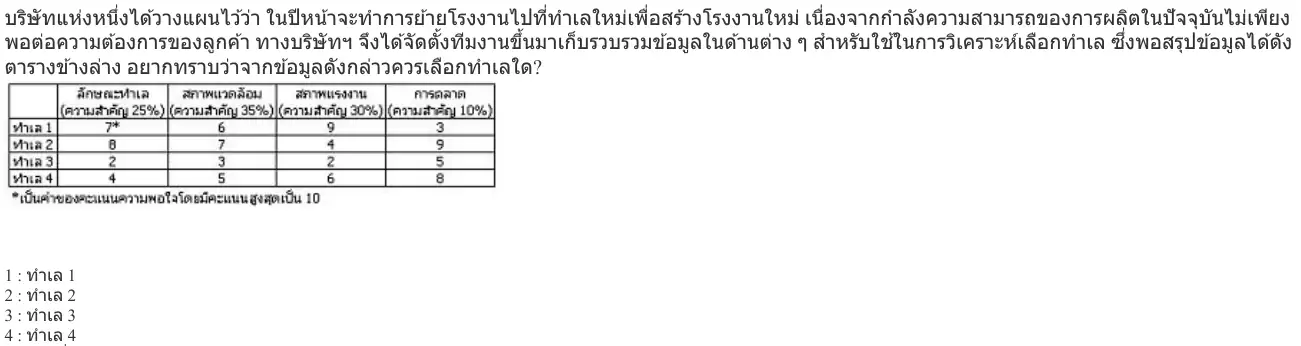 บริษัทแห่งหนึ่งได้วางแผนไว้ว่า ในปีหน้าจะทำการย้ายโรงงานไปที่ทำเลใหม่เพื่อสร้างโรงงานใหม่ เนื่องจากกำลังความสามารถของการผลิตในปัจจุบันไม่เพียง
พอต่อความต้องการของลูกค้า ทางบริษัทฯ จึงได้จัดตั้งทีมงานขึ้นมาเก็บรวบรวมข้อมูลในด้านต่าง ๆ สำหรับใช้ในการวิเคราะห์เลือกทำเล ซึ่งพอสรุปข้อมูลได้ดัง
ตารางข้างล่าง อยากทราบว่าจากข้อมูลดังกล่าวควรเลือกทำเลใด?
ลักษณะทำเล สภาพแวดล้อม สภาพแรงงาน การตลาด
(ความสำคัญ 25%) (ความสำคัญ 35%) (ความสำคัญ 30%) (ความสำคัญ 10%)
ทำเล 1 7* 6 9 3
ทำเล 2 8 7 4 9
ทำเล 3 2 3 2 5
ทำเล 4 4 5 6 8
*เป็นค่าของคะแนนความพอใจโดยมีคะแนนสูงสุดเป็น 10
1 : ทำเล 1
2 : ทำเล 2
3 : ทำเล 3
4 : ทำเล 4